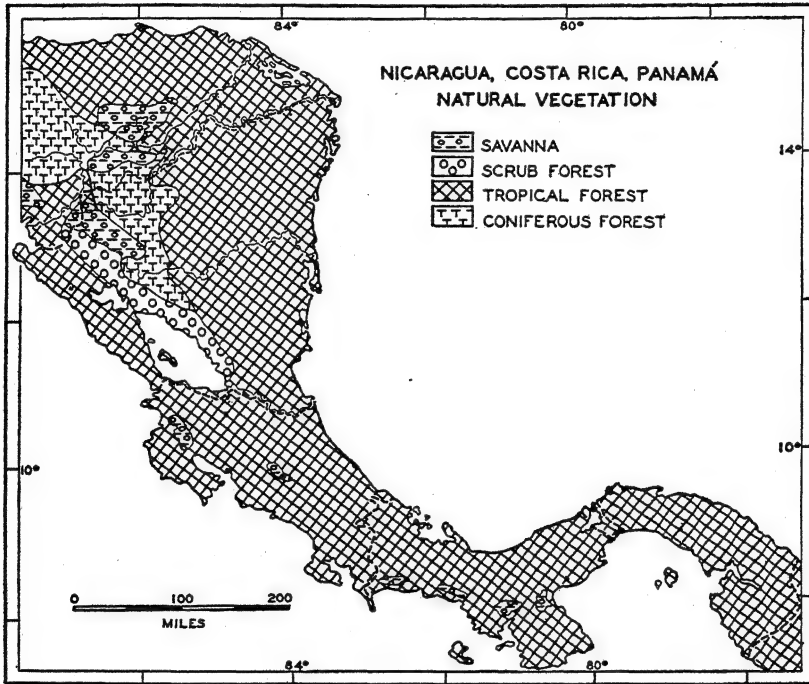 84°
80°
NICARAGUA, COSTA RICA, PANAMÁ
NATURAL VEGETATION
14°
SAVANNA
SCRUB FOREST
TROPICAL FOREST
CONIFEROUS FOREST
10°
10°
0 100 200
MILES
84°
80°